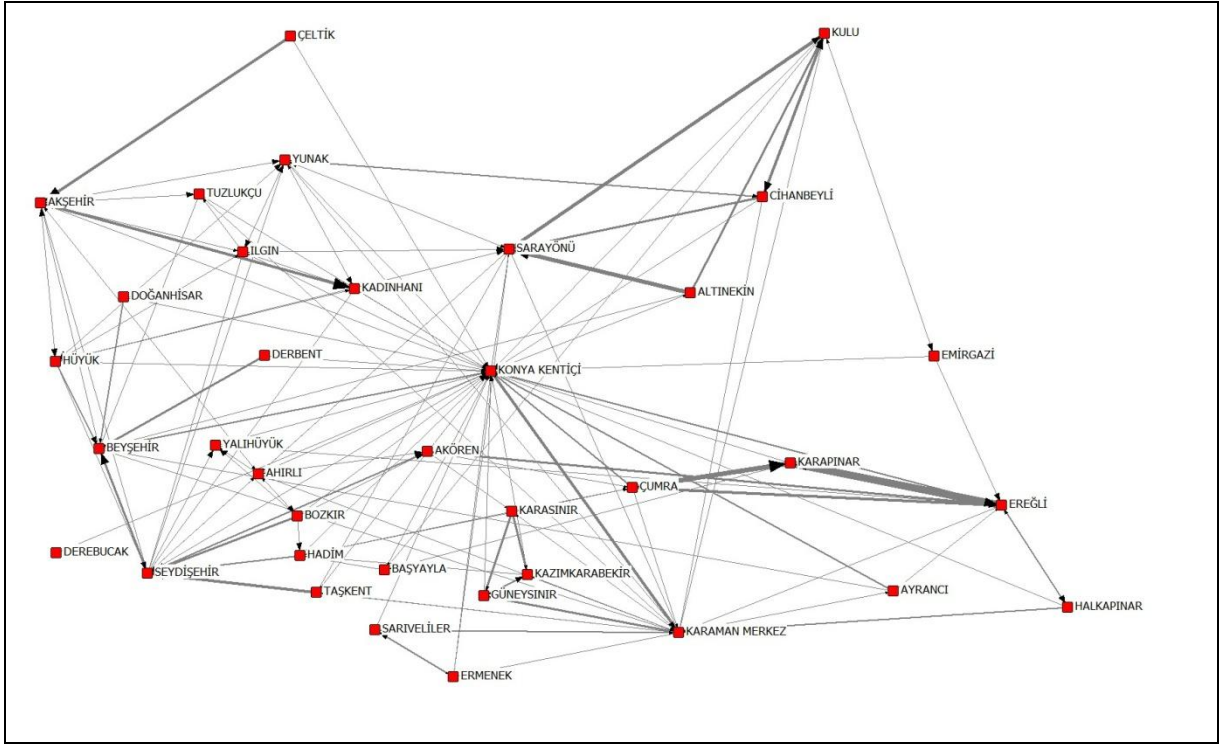 ÇELTİK
KULU
YUNAK
TUZLUKÇU
CİHANBEYLİ
AKŞEHİR
SARAYÖNÜ
ILGIN
KADINHANI
ALTINEKİN
DOĞANHİSAR
DERBENT
EMİRGAZİ
HÜYÜK
KONYA KENTİÇİ
YALIHÜYÜK
BEYŞEHİR
AKÖREN
KARAPINAR
AHIRLI
ÇUMRA
EREĞLİ
KARASINIR
BOZKIR
DEREBUCAK
HADİM
SEYDİŞEHİR
BAŞYAYLA
KAZIMKARABEKİR
TAŞKENT
GÜNEYSINIR
AYRANCI
HALKAPINAR
SARIVELİLER
KARAMAN MERKEZ
ERMENEK